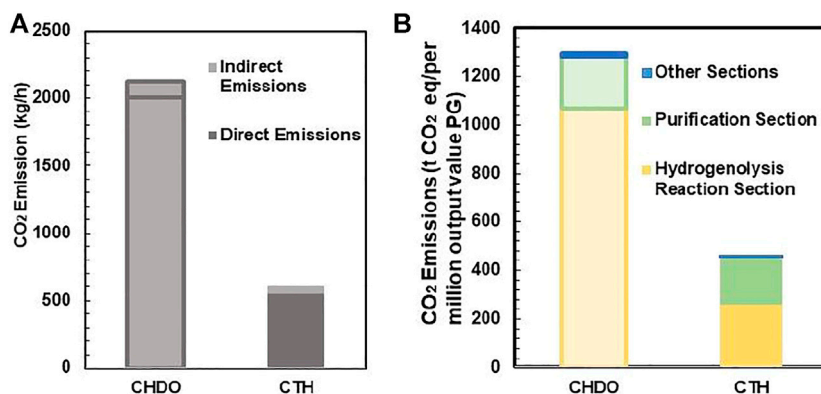 A
CO2 Emission (kg/h)
2500
2000
1500
1000
500
0
Indirect
Emissions
Direct Emissions
CHDO
CTH
B
CO2 Emissions (t CO2 eq/per
million output value PG)
1400
1200
1000
800
600
400
200
0
Other Sections
Purification Section
Hydrogenolysis
Reaction Section
CHDO
CTH